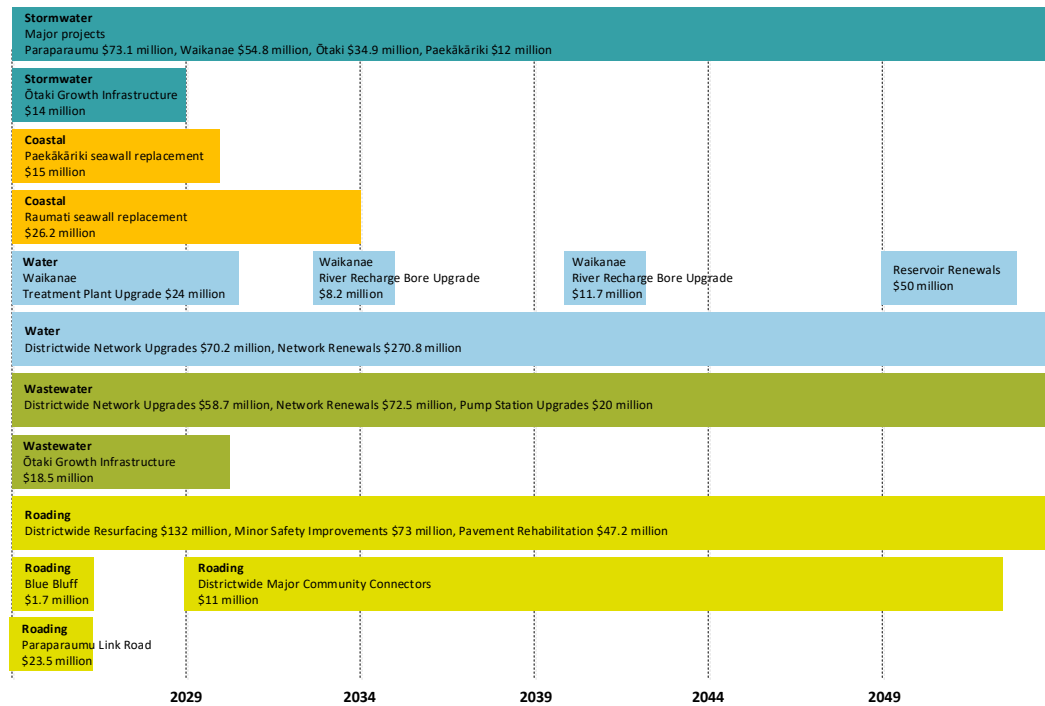 Stormwater
Major projects
Paraparaumu $73.1 million, Waikanae $54.8 million, Ōtaki $34.9 million, Paekākāriki $12 million
Stormwater
Ōtaki Growth Infrastructure
$14 million
Coastal
Paekākāriki seawall replacement
$15 million
Coastal
Raumati seawall replacement
$26.2 million
Water
Waikanae
Treatment Plant Upgrade $24 million
Waikanae
River Recharge Bore Upgrade
$8.2 million
Waikanae
River Recharge Bore Upgrade
$11.7 million
Reservoir Renewals
$50 million
Water
Districtwide Network Upgrades $70.2 million, Network Renewals $270.8 million
Wastewater
Districtwide Network Upgrades $58.7 million, Network Renewals $72.5 million, Pump Station Upgrades $20 million
Wastewater
Ōtaki Growth Infrastructure
$18.5 million
Roading
Districtwide Resurfacing $132 million, Minor Safety Improvements $73 million, Pavement Rehabilitation $47.2 million
Roading
Blue Bluff
$1.7 million
Roading
Districtwide Major Community Connectors
$11 million
Roading
Paraparaumu Link Road
$23.5 million
2029 2034 2039 2044 2049